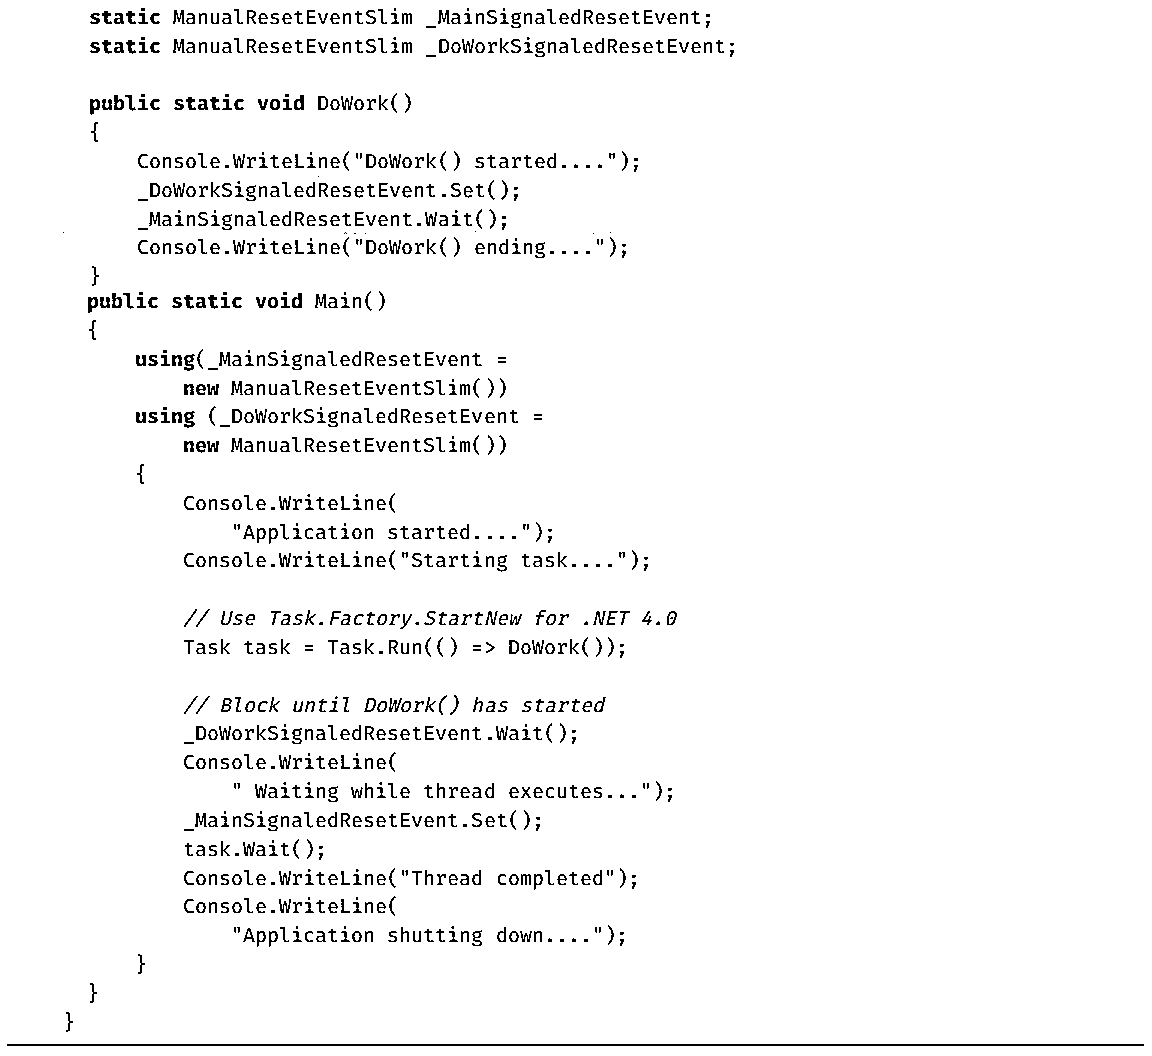 static ManualResetEventSlim _MainSignaledResetEvent;
static ManualResetEventSlim _DoWorkSignaledResetEvent;
public static void DoWork()
{
Console.WriteLine("DoWork() started....");
_DoWorkSignaledResetEvent.Set();
_MainSignaledResetEvent.Wait();
Console.WriteLine("DoWork() ending....");
}
public static void Main()
{
using(_MainSignaledResetEvent =
new ManualResetEventSlim())
using (_DoWorkSignaledResetEvent =
new ManualResetEventSlim())
{
Console.WriteLine(
"Application started....");
Console.WriteLine("Starting task....");
// Use Task.Factory.StartNew for .NET 4.0
Task task = Task.Run(() => DoWork());
// Block until DoWork() has started
_DoWorkSignaledResetEvent.Wait();
Console.WriteLine(
" Waiting while thread executes...");
_MainSignaledResetEvent.Set();
task.Wait();
Console.WriteLine("Thread completed");
Console.WriteLine(
"Application shutting down....");
}
}
}